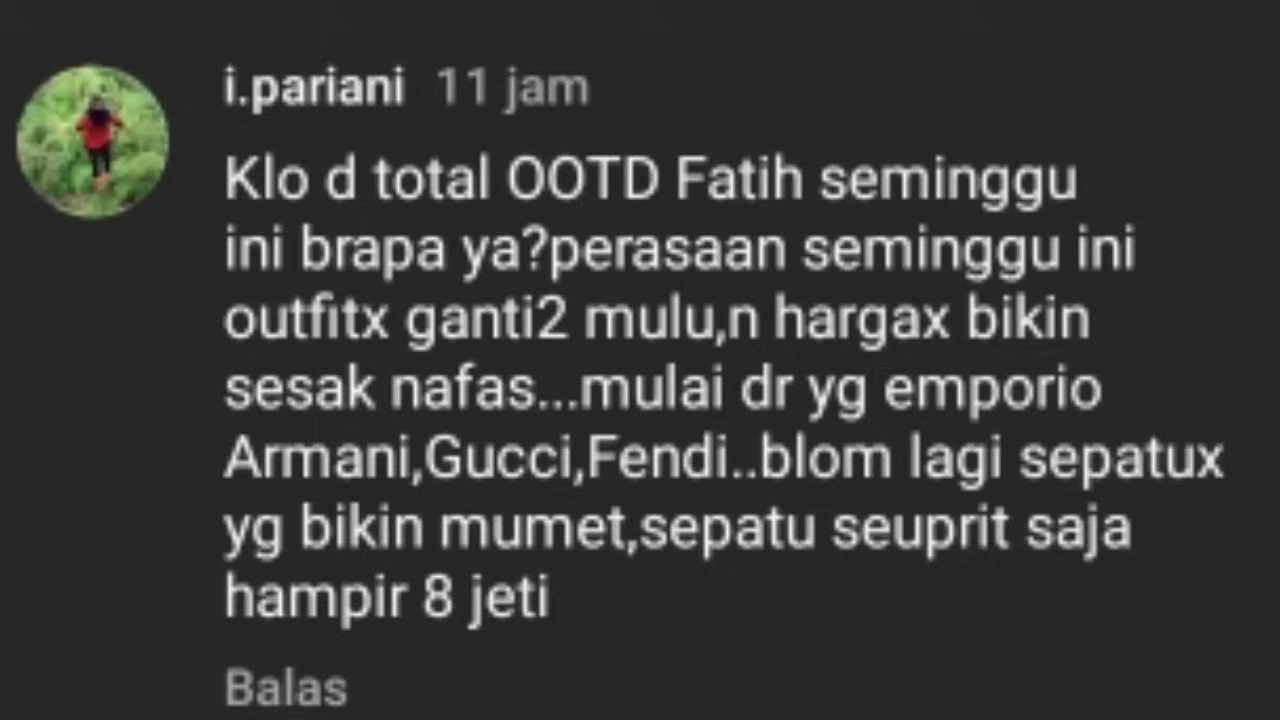 i.pariani 11 jam
Klo d total OOTD Fatih seminggu
ini brapa ya?perasaan seminggu ini
outfitx ganti2 mulu,n hargax bikin
sesak nafas...mulai dr yg emporio
Armani,Gucci,Fendi..blom lagi sepatux
yg bikin mumet,sepatu seuprit saja
hampir 8 jeti
Balas